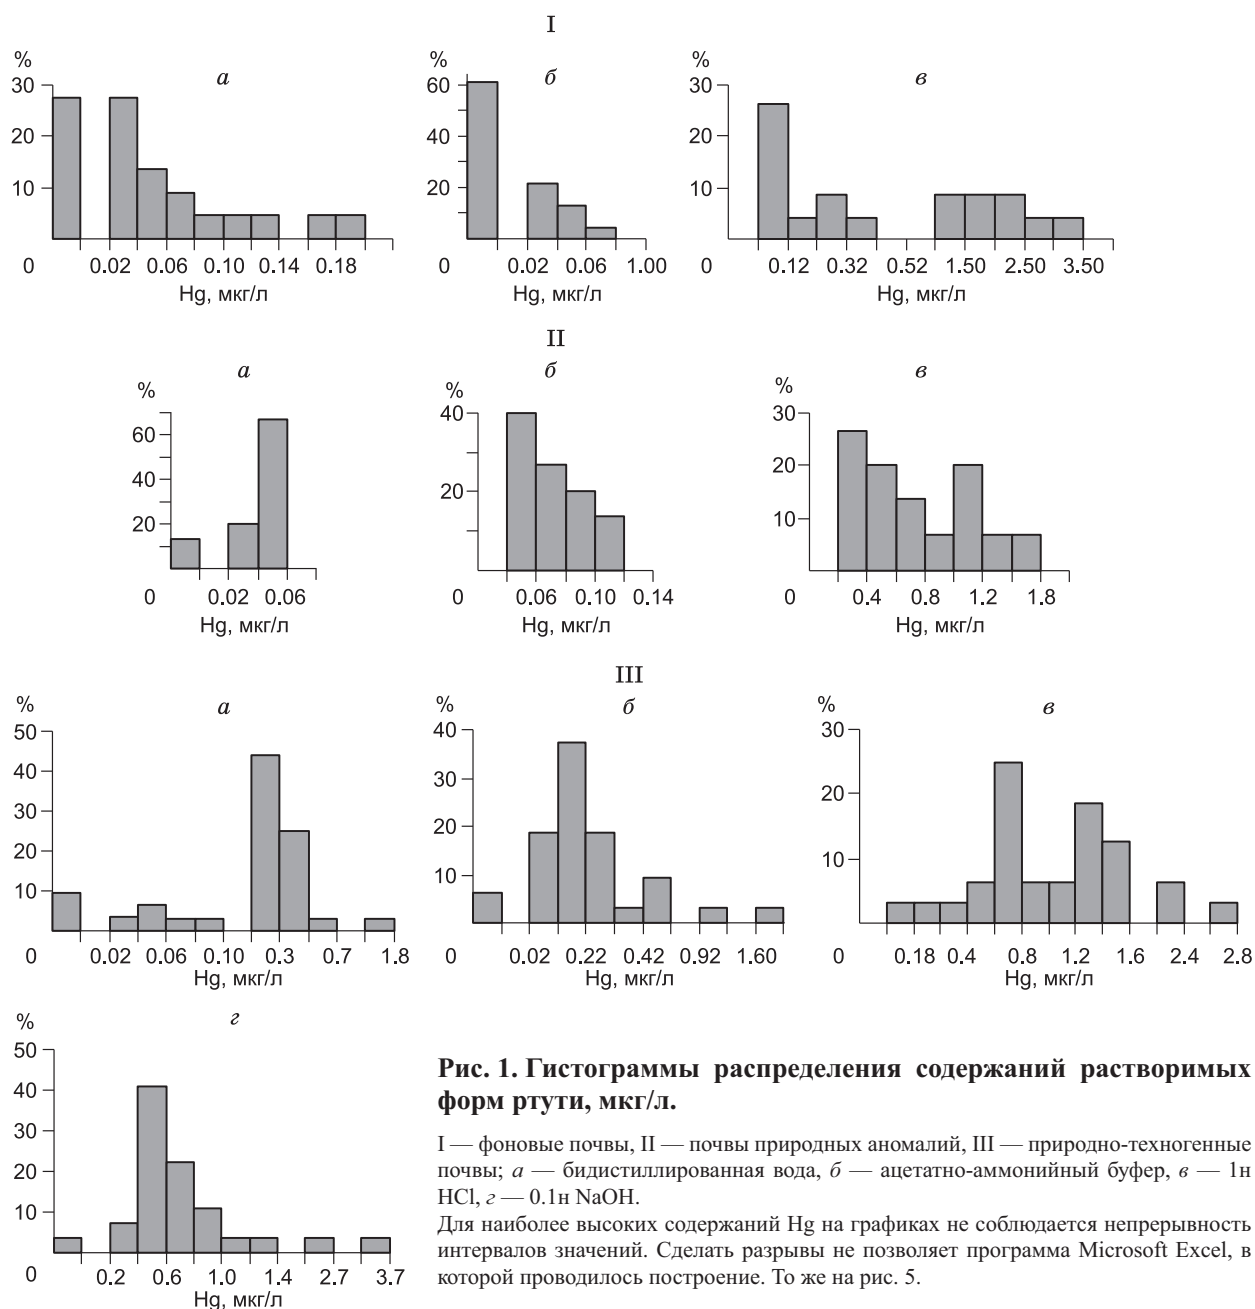 I
% а % б % в
30 60 30
20 40 20
10 20 10
0 0.02 0.06 0.10 0.14 0.18 0 0.02 0.06 1.00 0 0.12 0.32 0.52 1.50 2.50 3.50
Hg, мкг/л Hg, мкг/л Hg, мкг/л
II
% а % б % в
60 40 30
40 20 20
20 10
0 0.02 0.06 0 0.06 0.10 0.14 0 0.4 0.8 1.2 1.8
Hg, мкг/л Hg, мкг/л Hg, мкг/л
III
% а % б % в
50 40 30
40 30 20
30 20 10
20 10
10
0 0.02 0.06 0.10 0.3 0.7 1.8 0 0.02 0.22 0.42 0.92 1.60 0 0.18 0.4 0.8 1.2 1.6 2.4 2.8
Hg, мкг/л Hg, мкг/л Hg, мкг/л
% г
50
40
30
20
10
0 0.2 0.6 1.0 1.4 2.7 3.7
Hg, мкг/л
Рис. 1. Гистограммы распределения содержаний растворимых
форм ртути, мкг/л.
I — фоновые почвы, II — почвы природных аномалий, III — природно-техногенные
почвы; а — бидистиллированная вода, б — ацетатно-аммонийный буфер, в — 1н
HCl, г — 0.1н NaOH.
Для наиболее высоких содержаний Hg на графиках не соблюдается непрерывность
интервалов значений. Сделать разрывы не позволяет программа Microsoft Excel, в
которой проводилось построение. То же на рис. 5.